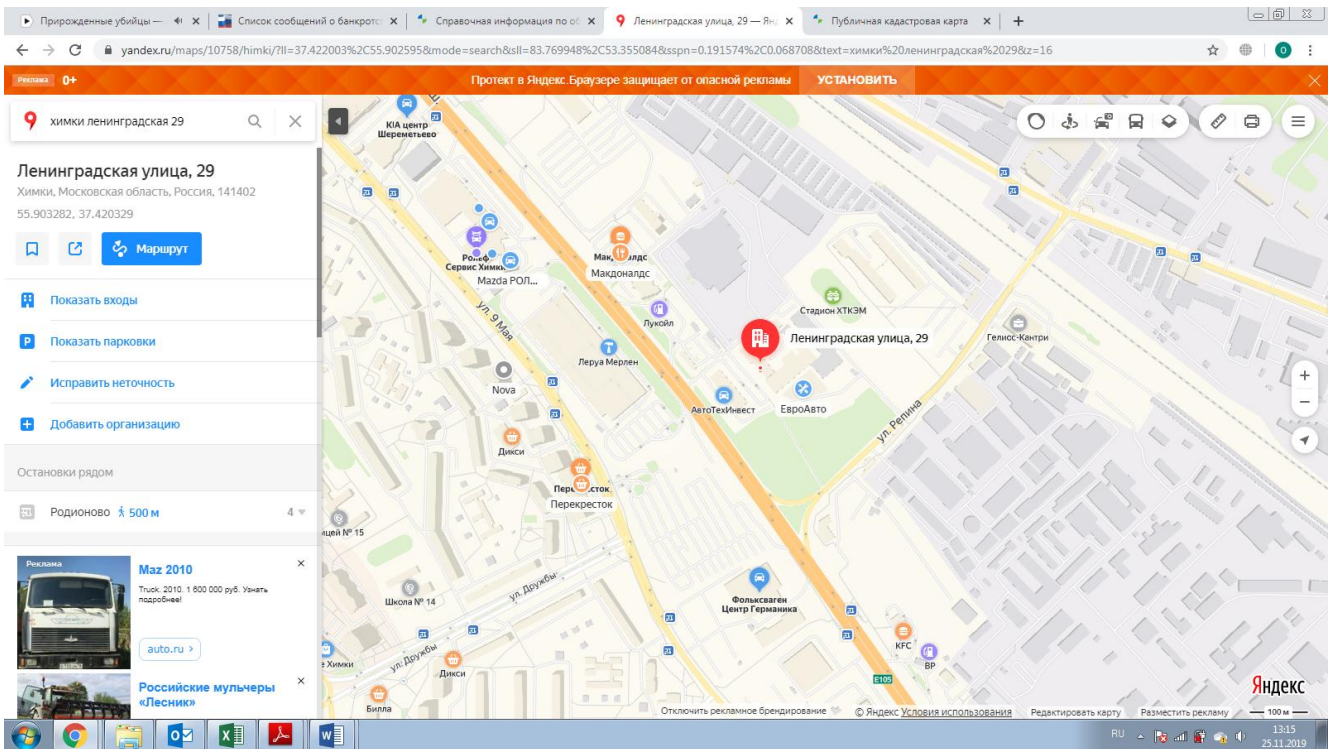 Прирожденные убийцы —
Список сообщений о банкротс
Справочная информация по об
Ленинградская улица, 29 — Ян
Публичная кадастровая карта
yandex.ru/maps/10758/himki/?ll=37.422003%2C55.902595&mode=search&sll=83.769948%2C53.355084&sspn=0.191574%2C0.068708&text=химки%20ленинградская%2029&z=16
Реклама 0+
Протект в Яндекс.Браузере защищает от опасной рекламы
УСТАНОВИТЬ
химки ленинградская 29
Ленинградская улица, 29
Химки, Московская область, Россия, 141402
55.903282, 37.420329
Маршрут
Показать входы
Показать парковки
Исправить неточность
Добавить организацию
Остановки рядом
Родионово 500 м
4
Реклама
Maz 2010
Truck. 2010. 1 600 000 руб. Узнать
подробнее!
auto.ru >
Российские мульчеры
«Лесник»
KIA центр
Шереметьево
Рольф
Сервис Химки
Mazda РОЛ...
Макдоналдс
ул. 9 Мая
Лукойл
Стадион ХТКЭМ
Ленинградская улица, 29
Гелиос-Кантри
Леруа Мерлен
Nova
АвтоТехИнвест
ЕвроАвто
ул. Репина
Дикси
Перекресток
ицей № 15
Школа № 14
ул. Дружбы
Фольксваген
Центр Германика
KFC
BP
е Химки
ул. Дружбы
Дикси
Билла
E105
Яндекс
Отключить рекламное брендирование
© Яндекс Условия использования
Редактировать карту
Разместить рекламу
100 м
RU
13:15
25.11.2019